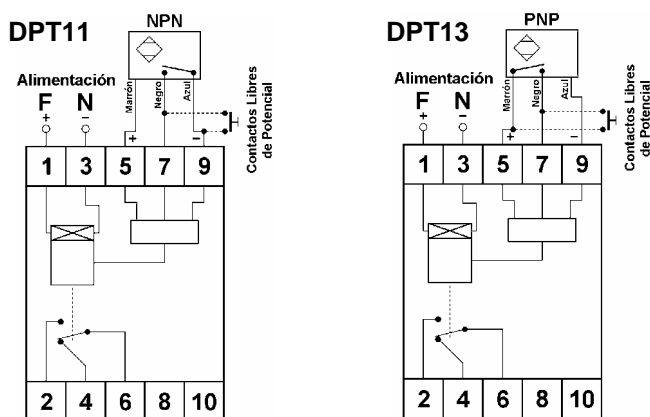 DPT11
NPN
Alimentación
F N
+ −
Marrón
Negro
Azul
+ −
Contactos Libres
de Potencial
1 3 5 7 9
2 4 6 8 10
DPT13
PNP
Alimentación
F N
+ −
Marrón
Negro
Azul
+ −
Contactos Libres
de Potencial
1 3 5 7 9
2 4 6 8 10